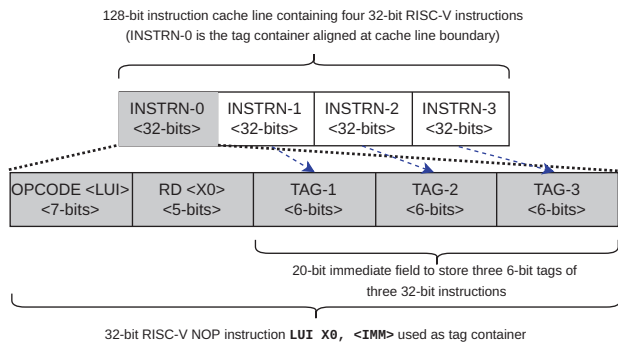 128-bit instruction cache line containing four 32-bit RISC-V instructions
(INSTRN-0 is the tag container aligned at cache line boundary)
INSTRN-0 INSTRN-1 INSTRN-2 INSTRN-3
<32-bits> <32-bits> <32-bits> <32-bits>
OPCODE <LUI> RD <X0> TAG-1 TAG-2 TAG-3
<7-bits> <5-bits> <6-bits> <6-bits> <6-bits>
20-bit immediate field to store three 6-bit tags of
three 32-bit instructions
32-bit RISC-V NOP instruction LUI X0, <IMM> used as tag container